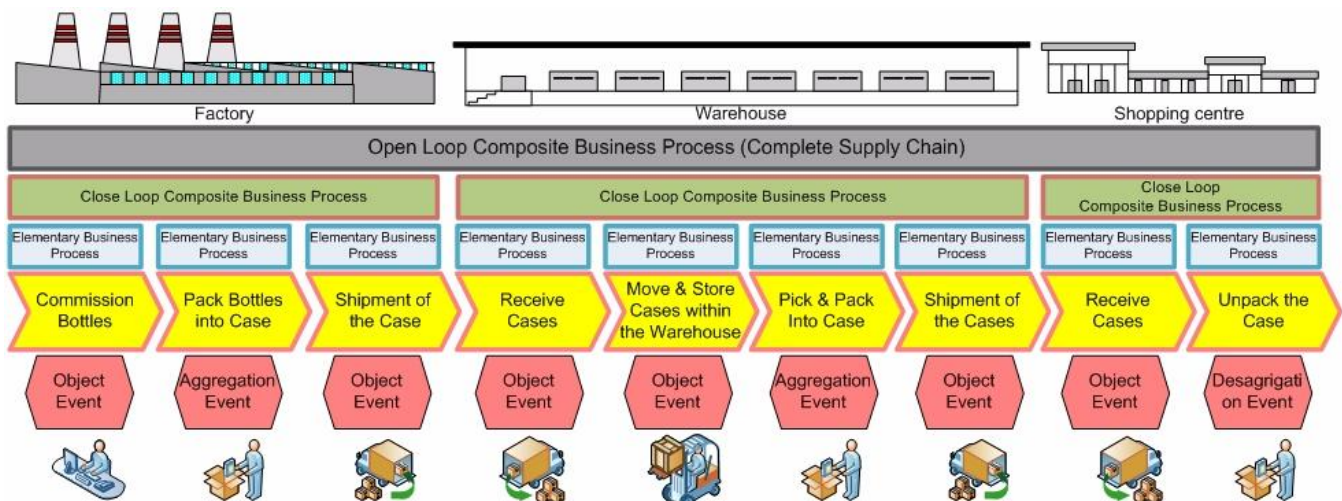 Factory
Warehouse
Shopping centre
Open Loop Composite Business Process (Complete Supply Chain)
Close Loop Composite Business Process
Close Loop Composite Business Process
Close Loop
Composite Business Process
Elementary Business
Process
Elementary Business
Process
Elementary Business
Process
Elementary Business
Process
Elementary Business
Process
Elementary Business
Process
Elementary Business
Process
Elementary Business
Process
Elementary Business
Process
Commission
Bottles
Pack Bottles
into Case
Shipment of
the Case
Receive
Cases
Move & Store
Cases within
the Warehouse
Pick & Pack
Into Case
Shipment of
the Cases
Receive
Cases
Unpack the
Case
Object
Event
Aggregation
Event
Object
Event
Object
Event
Object
Event
Aggregation
Event
Object
Event
Object
Event
Desagrigati
on Event